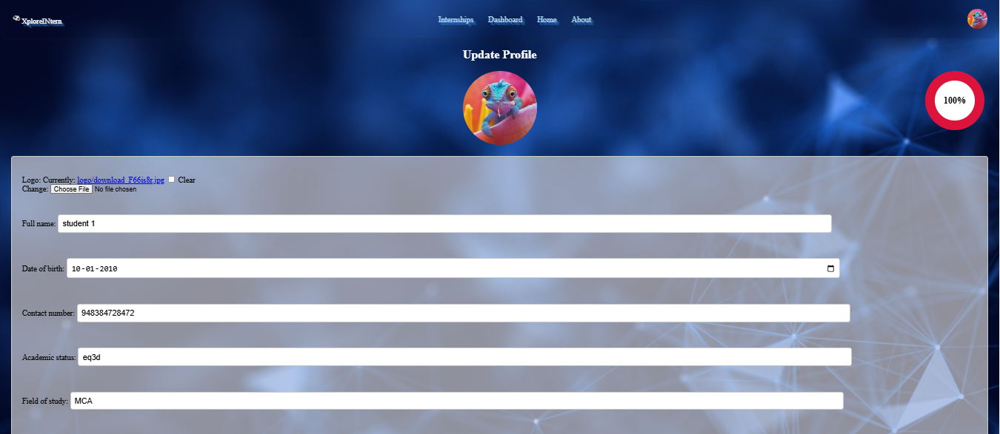 XploreINtern Internships Dashboard Home About
Update Profile
100%
Logo: Currently: logo/download_F66is8r.jpg Clear
Change: Choose File No file chosen
Full name: student 1
Date of birth: 10-01-2010
Contact number: 948384728472
Academic status: eq3d
Field of study: MCA